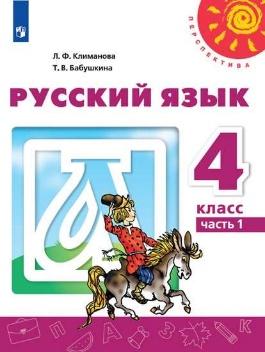 ПЕРСПЕКТИВА
Л. Ф. Климанова
Т. В. Бабушкина
РУССКИЙ ЯЗЫК
4
КЛАСС
часть 1
П А З К